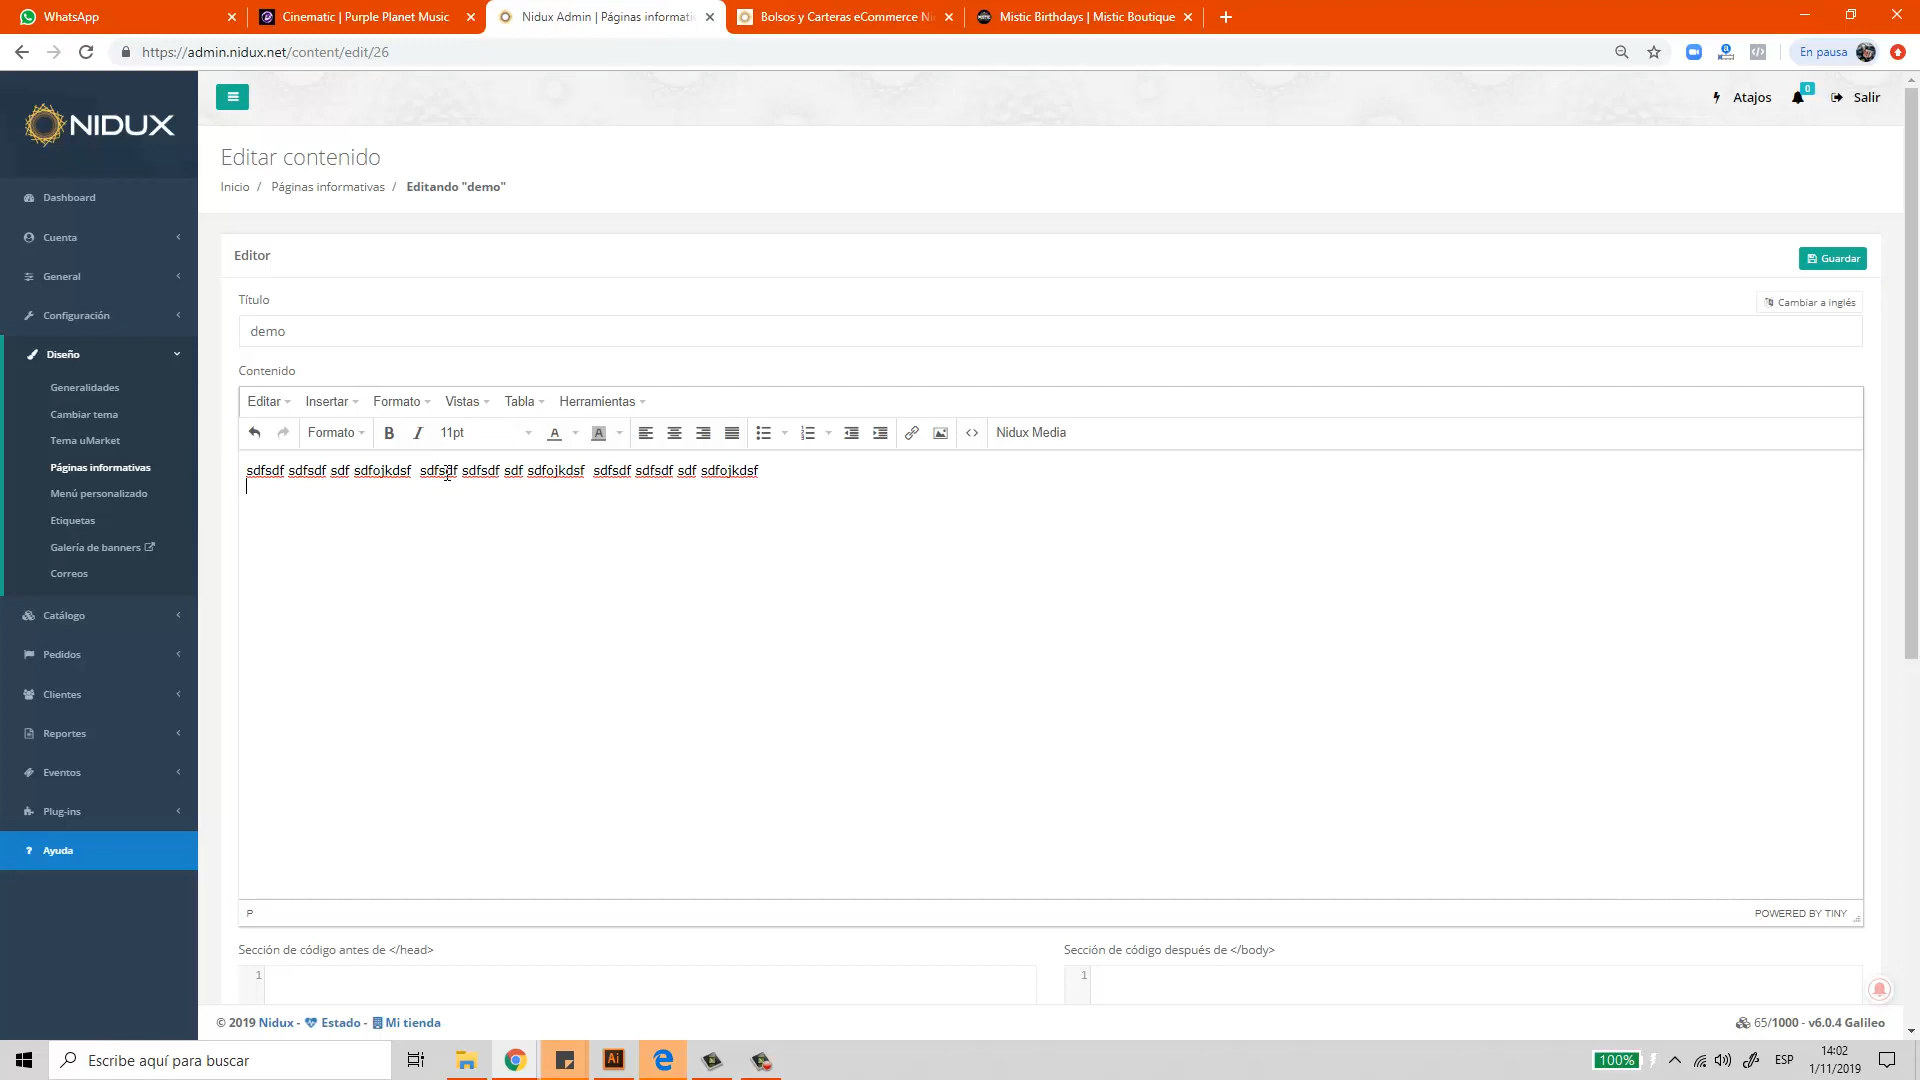 WhatsApp
Cinematic | Purple Planet Music
Nidux Admin | Páginas informati
Bolsos y Carteras eCommerce Ni
Mistic Birthdays | Mistic Boutique
https://admin.nidux.net/content/edit/26
En pausa
NIDUX
0
Atajos
Salir
Editar contenido
Inicio / Páginas informativas / Editando "demo"
Dashboard
Cuenta
General
Configuración
Diseño
Generalidades
Cambiar tema
Tema uMarket
Páginas informativas
Menú personalizado
Etiquetas
Galería de banners
Correos
Catálogo
Pedidos
Clientes
Reportes
Eventos
Plug-ins
? Ayuda
Editor
Guardar
Título
Cambiar a inglés
demo
Contenido
Editar Insertar Formato Vistas Tabla Herramientas
Formato B I 11pt A A <> Nidux Media
sdfsdf sdfsdf sdf sdfojkdsf sdfsdf sdfsdf sdf sdfojkdsf sdfsdf sdfsdf sdf sdfojkdsf
P
POWERED BY TINY
Sección de código antes de </head>
Sección de código después de </body>
1
1
© 2019 Nidux - Estado - Mi tienda
65/1000 - v6.0.4 Galileo
Escribe aquí para buscar
Ai
100%
ESP
14:02
1/11/2019